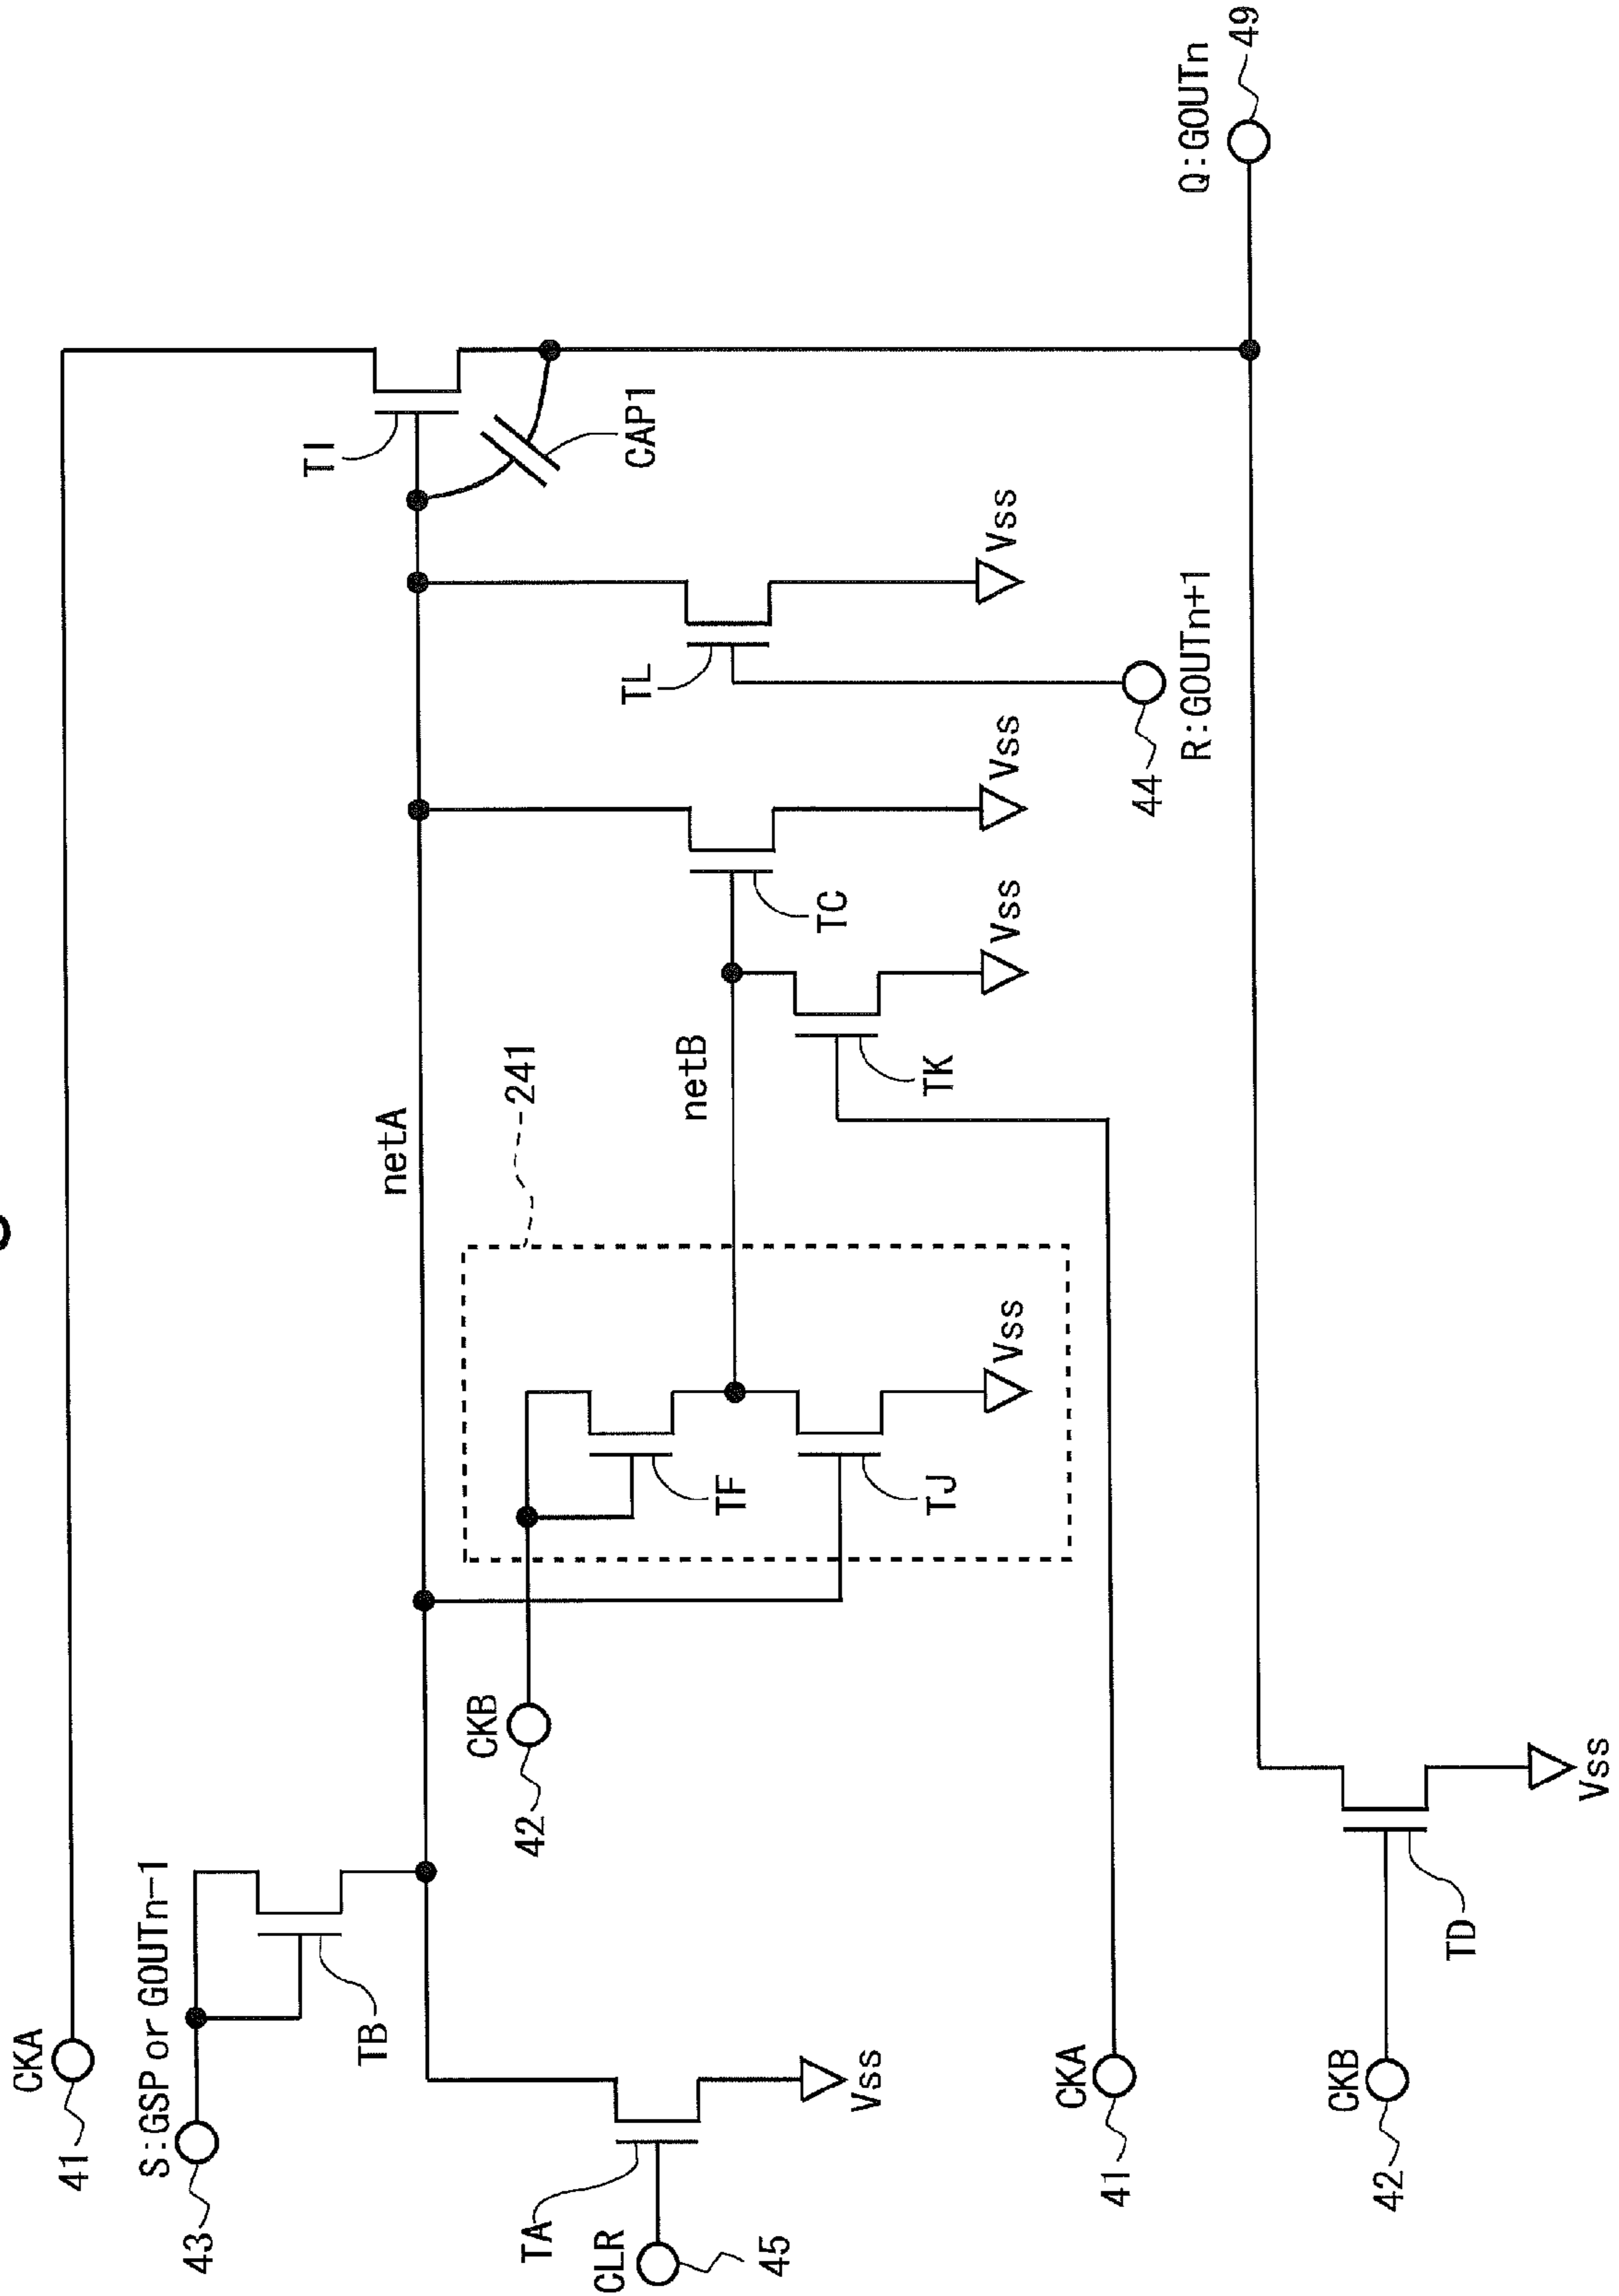 CKA
41
S:GSP or GOUTn-1
43
TB
TA
CLR
45
Vss
netA
CKB
42
TF
TJ
Vss
241
netB
TK
Vss
TC
Vss
TL
Vss
44
R:GOUTn+1
TI
CAP1
CKA
41
CKB
42
TD
Vss
Q:GOUTn
49